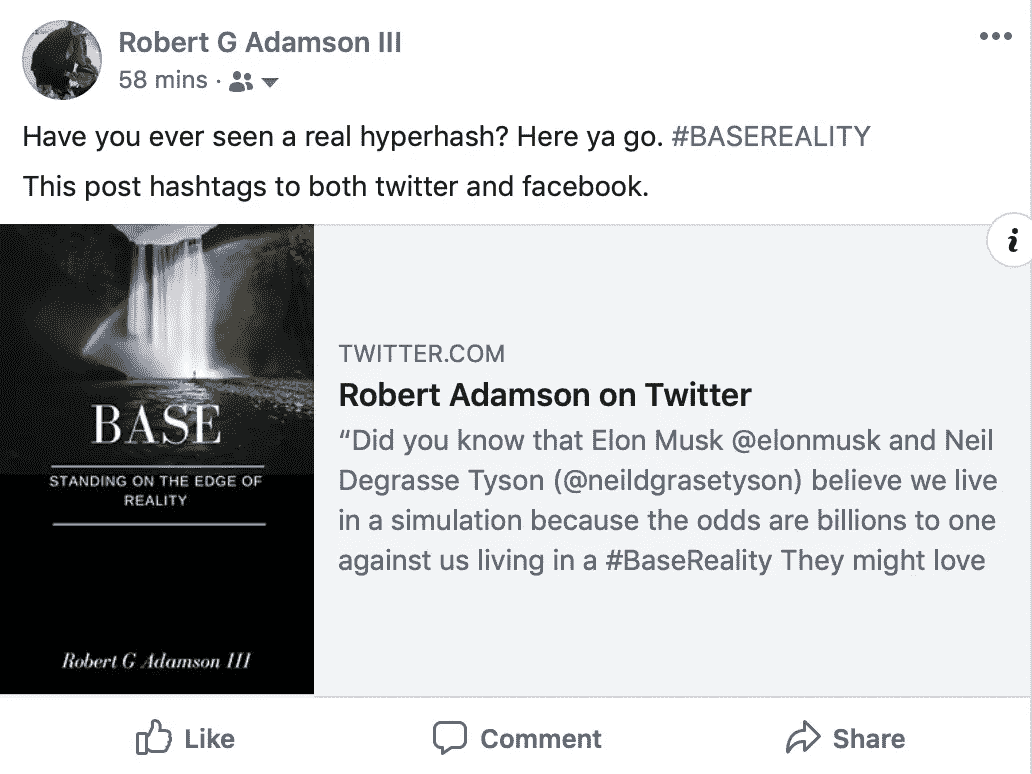 Robert G Adamson III
58 mins ·
Have you ever seen a real hyperhash? Here ya go. #BASEREALITY
This post hashtags to both twitter and facebook.
i
BASE
STANDING ON THE EDGE OF
REALITY
Robert G Adamson III
TWITTER.COM
Robert Adamson on Twitter
“Did you know that Elon Musk @elonmusk and Neil
Degrasse Tyson (@neildgrasetyson) believe we live
in a simulation because the odds are billions to one
against us living in a #BaseReality They might love
Like Comment Share